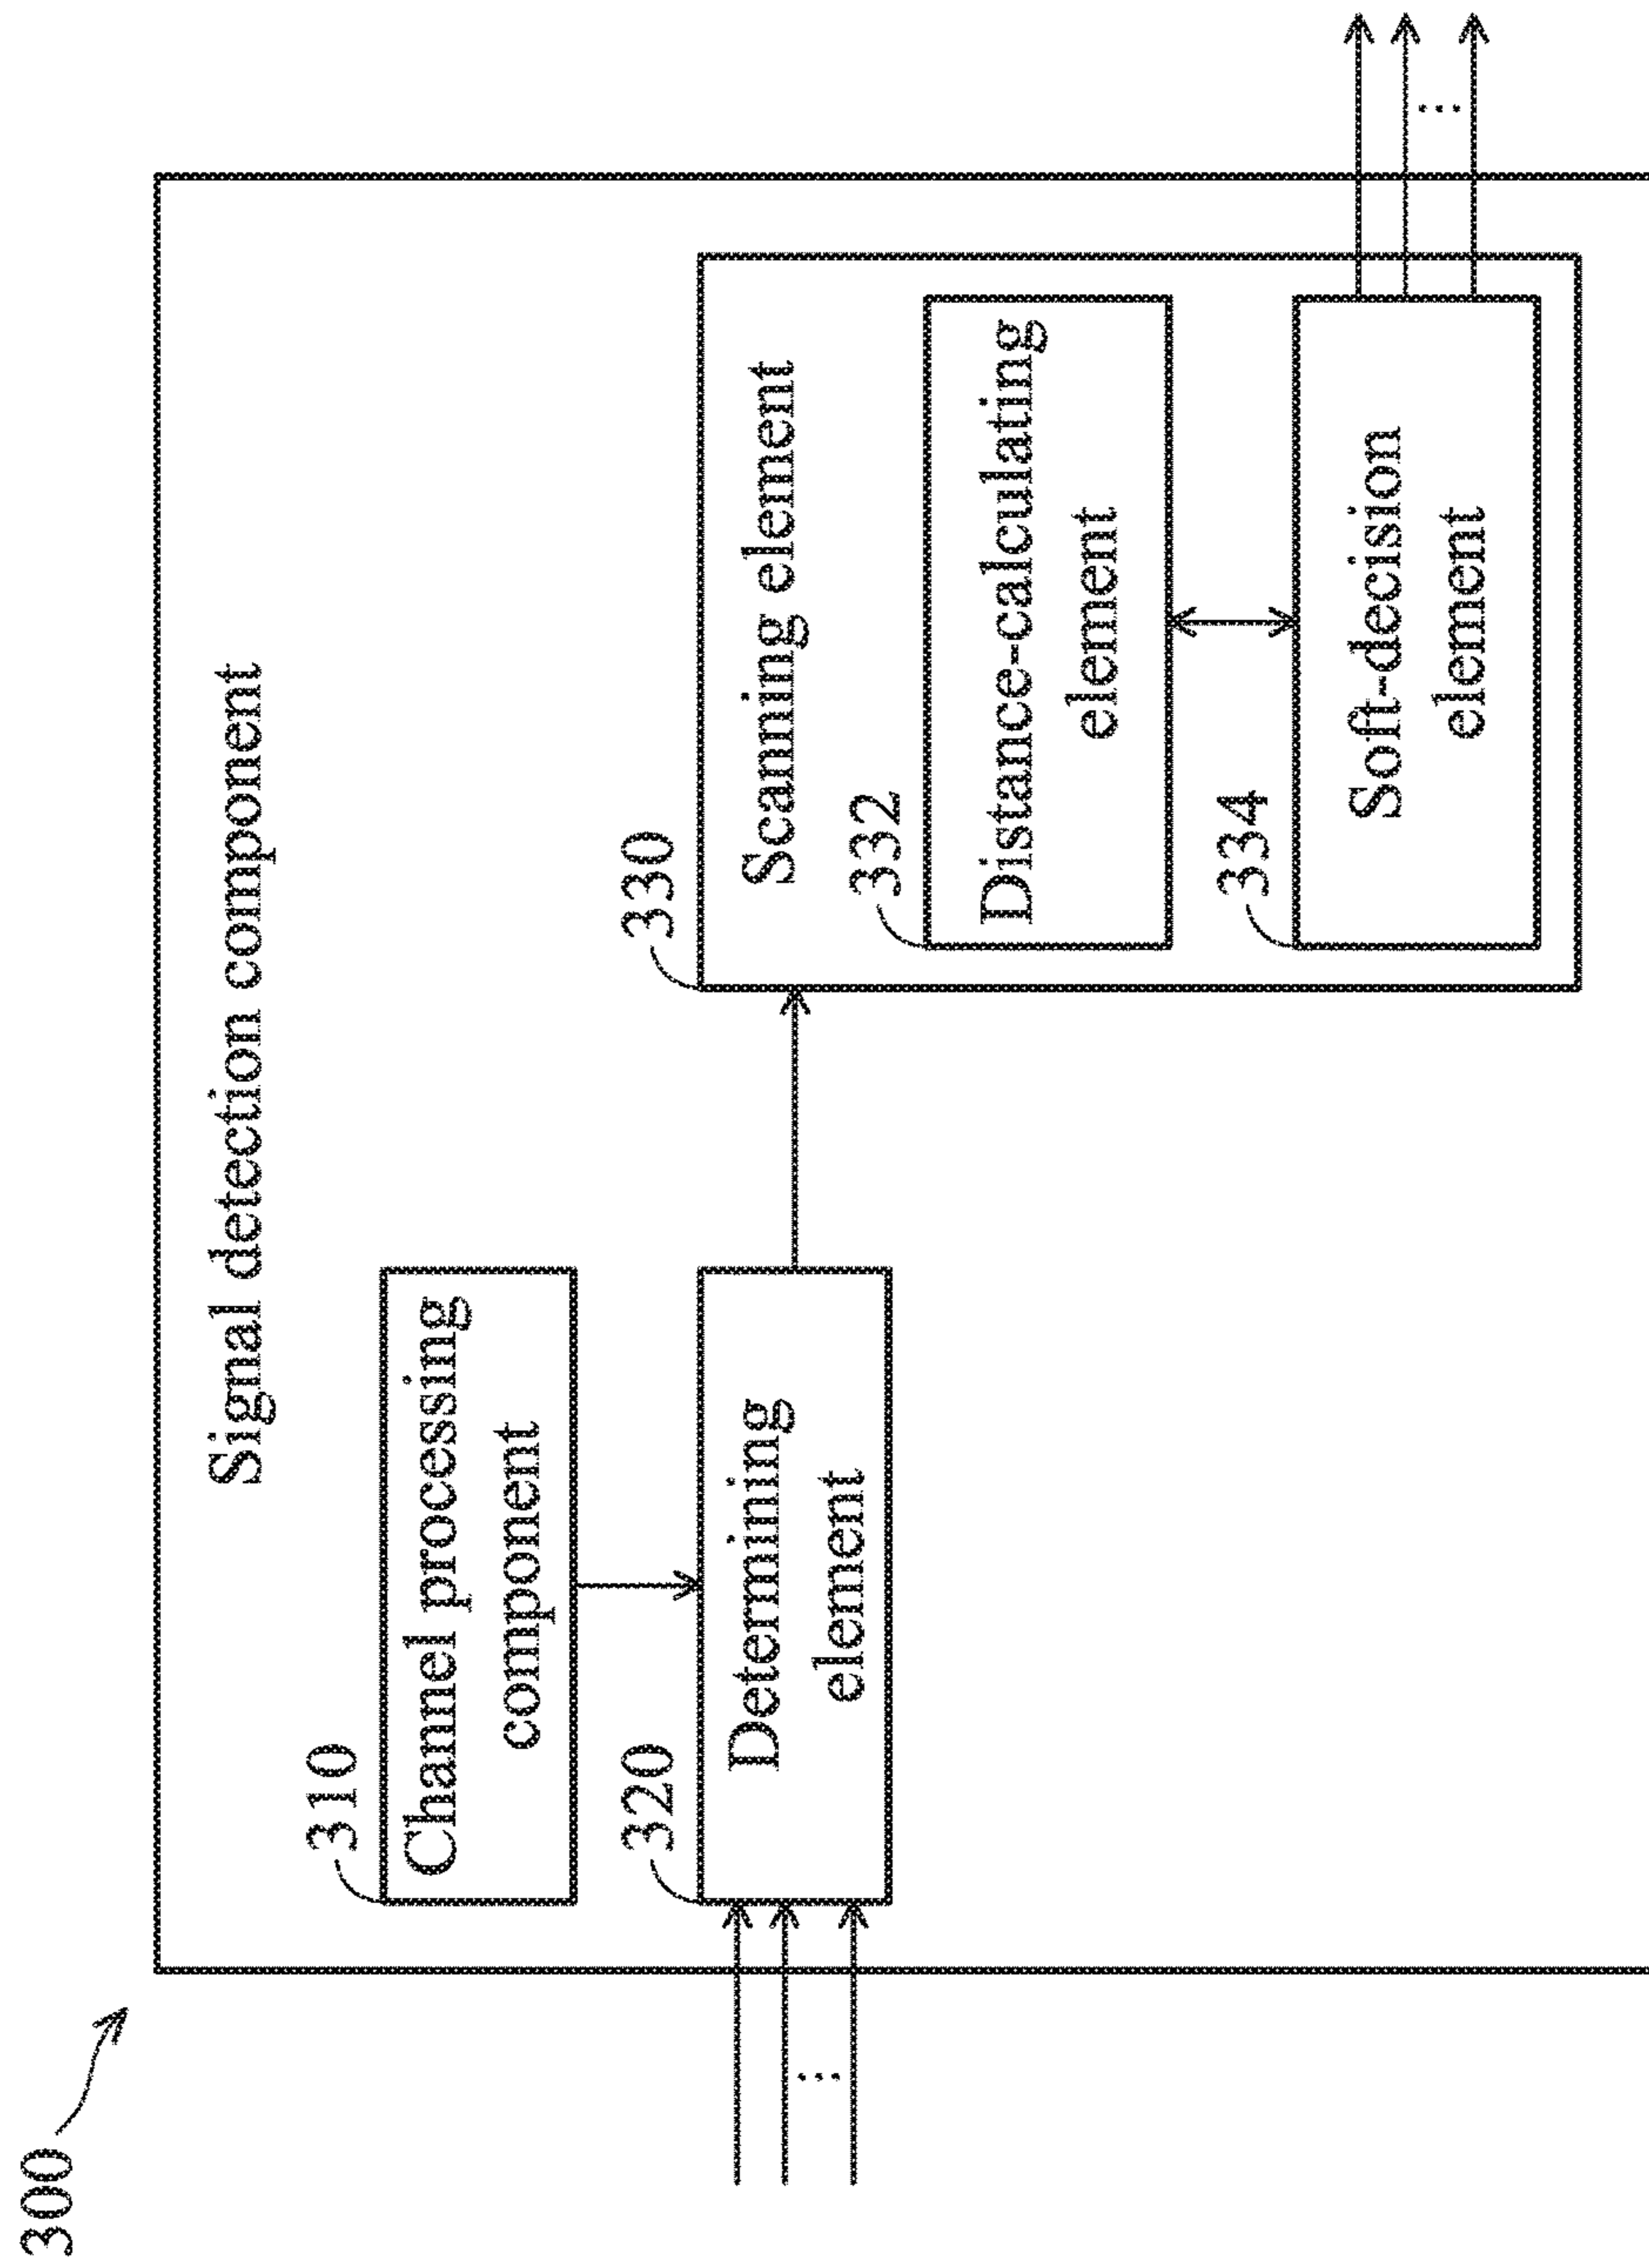 300
Signal detection component
310
Channel processing
component
320
Determining
element
330
Scanning element
332
Distance-calculating
element
334
Soft-decision
element